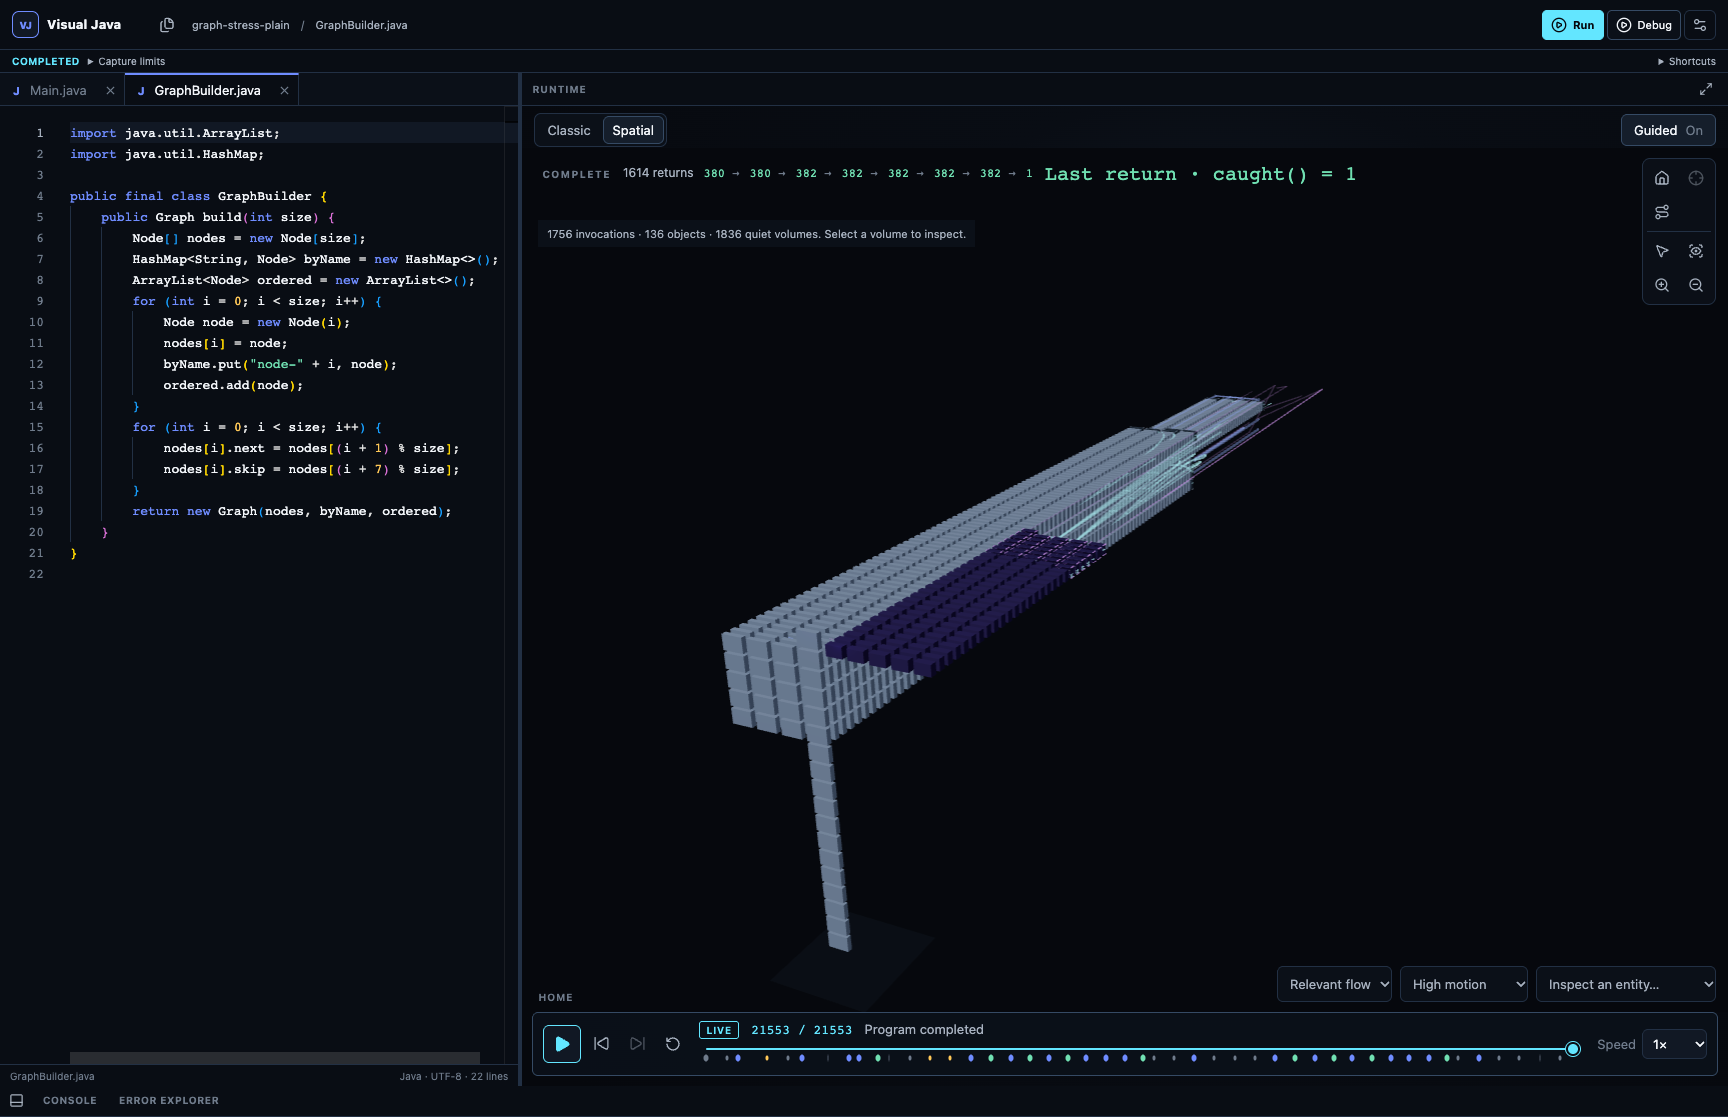 VJ Visual Java graph-stress-plain / GraphBuilder.java Run Debug
COMPLETED Capture limits Shortcuts
J Main.java J GraphBuilder.java
RUNTIME
Classic Spatial Guided On
COMPLETE 1614 returns 380 → 380 → 382 → 382 → 382 → 382 → 382 → 1 Last return · caught() = 1
1756 invocations · 136 objects · 1836 quiet volumes. Select a volume to inspect.
1 import java.util.ArrayList;
2 import java.util.HashMap;
3
4 public final class GraphBuilder {
5 public Graph build(int size) {
6 Node[] nodes = new Node[size];
7 HashMap<String, Node> byName = new HashMap<>();
8 ArrayList<Node> ordered = new ArrayList<>();
9 for (int i = 0; i < size; i++) {
10 Node node = new Node(i);
11 nodes[i] = node;
12 byName.put("node-" + i, node);
13 ordered.add(node);
14 }
15 for (int i = 0; i < size; i++) {
16 nodes[i].next = nodes[(i + 1) % size];
17 nodes[i].skip = nodes[(i + 7) % size];
18 }
19 return new Graph(nodes, byName, ordered);
20 }
21 }
22
HOME
Relevant flow High motion Inspect an entity...
LIVE 21553 / 21553 Program completed
Speed 1×
GraphBuilder.java Java · UTF-8 · 22 lines
CONSOLE ERROR EXPLORER